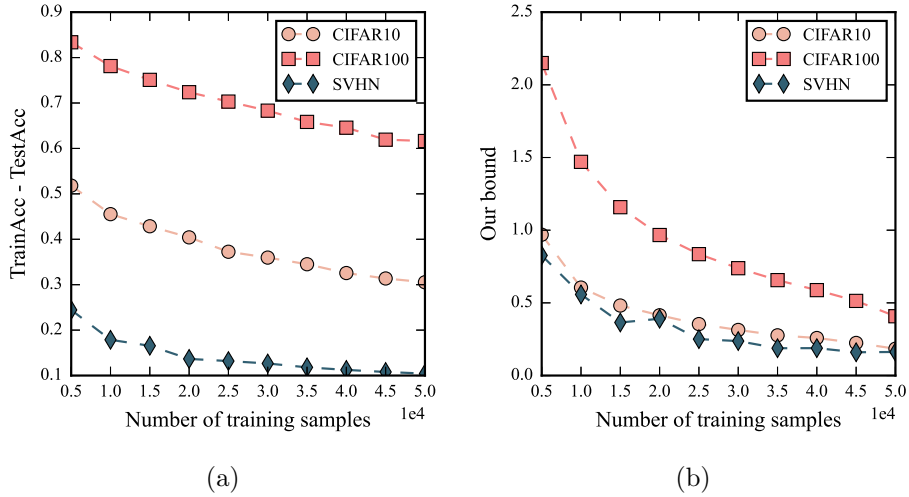 0.9
0.8
0.7
0.6
0.5
0.4
0.3
0.2
0.1
TrainAcc - TestAcc
CIFAR10
CIFAR100
SVHN
0.5 1.0 1.5 2.0 2.5 3.0 3.5 4.0 4.5 5.0
1e4
Number of training samples
(a)
2.5
2.0
1.5
1.0
0.5
0.0
Our bound
CIFAR10
CIFAR100
SVHN
0.5 1.0 1.5 2.0 2.5 3.0 3.5 4.0 4.5 5.0
1e4
Number of training samples
(b)